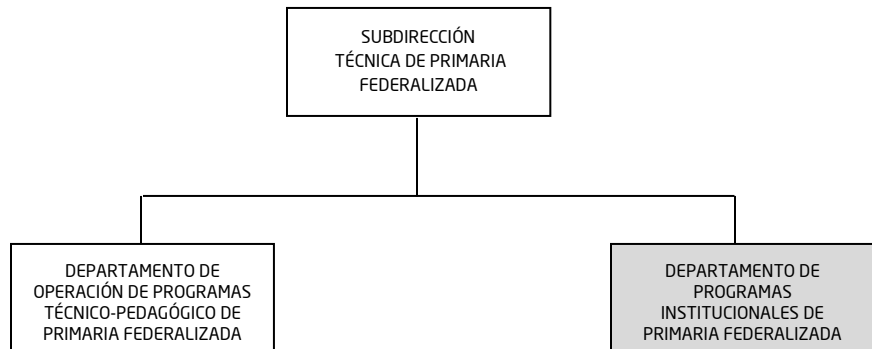 SUBDIRECCIÓN
TÉCNICA DE PRIMARIA
FEDERALIZADA
DEPARTAMENTO DE
OPERACIÓN DE PROGRAMAS
TÉCNICO-PEDAGÓGICO DE
PRIMARIA FEDERALIZADA
DEPARTAMENTO DE
PROGRAMAS
INSTITUCIONALES DE
PRIMARIA FEDERALIZADA